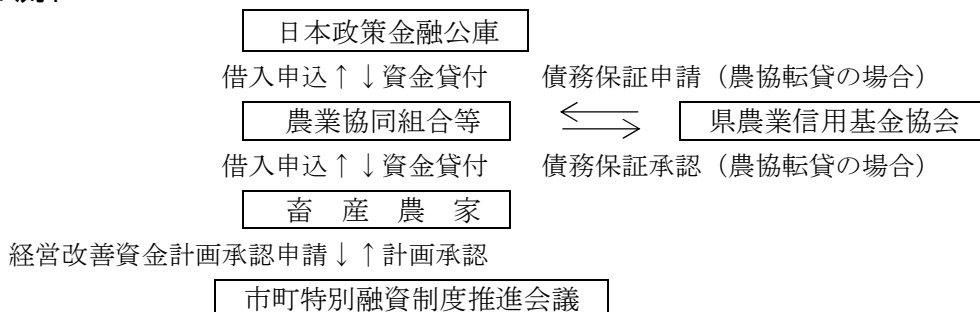 日本政策金融公庫
借入申込↑↓資金貸付 債務保証申請（農協転貸の場合）
農業協同組合等 県農業信用基金協会
借入申込↑↓資金貸付 債務保証承認（農協転貸の場合）
畜 産 農 家
経営改善資金計画承認申請↓↑計画承認
市町特別融資制度推進会議